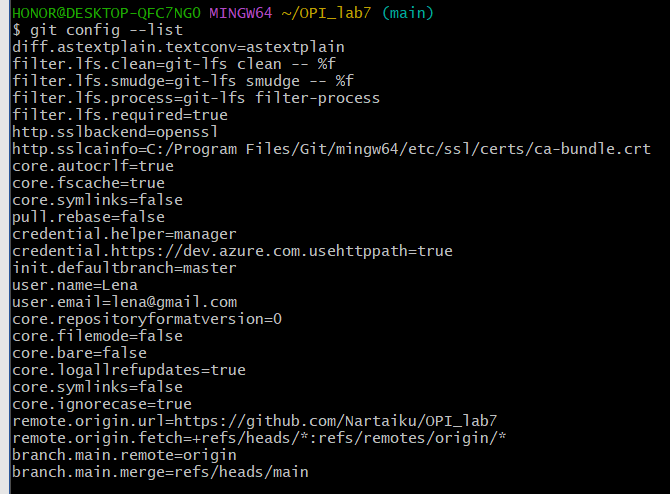 HONOR@DESKTOP-QFC7NG0 MINGW64 ~/OPI_lab7 (main)
$ git config --list
diff.astextplain.textconv=astextplain
filter.lfs.clean=git-lfs clean -- %f
filter.lfs.smudge=git-lfs smudge -- %f
filter.lfs.process=git-lfs filter-process
filter.lfs.required=true
http.sslbackend=openssl
http.sslcainfo=C:/Program Files/Git/mingw64/etc/ssl/certs/ca-bundle.crt
core.autocrlf=true
core.fscache=true
core.symlinks=false
pull.rebase=false
credential.helper=manager
credential.https://dev.azure.com.usehttppath=true
init.defaultbranch=master
user.name=Lena
user.email=lena@gmail.com
core.repositoryformatversion=0
core.filemode=false
core.bare=false
core.logallrefupdates=true
core.symlinks=false
core.ignorecase=true
remote.origin.url=https://github.com/Nartaiku/OPI_lab7
remote.origin.fetch=+refs/heads/*:refs/remotes/origin/*
branch.main.remote=origin
branch.main.merge=refs/heads/main